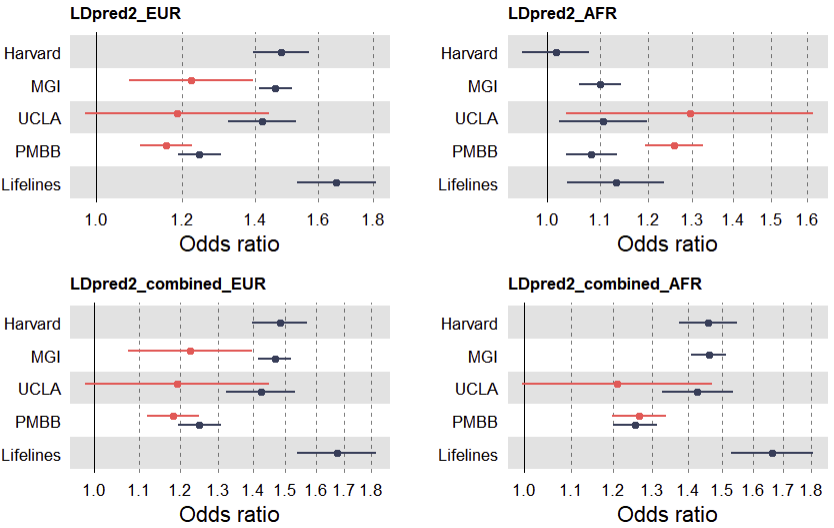 LDpred2_EUR
Harvard
MGI
UCLA
PMBB
Lifelines
1.0 1.2 1.4 1.6 1.8
Odds ratio
LDpred2_AFR
Harvard
MGI
UCLA
PMBB
Lifelines
1.0 1.1 1.2 1.3 1.4 1.5 1.6
Odds ratio
LDpred2_combined_EUR
Harvard
MGI
UCLA
PMBB
Lifelines
1.0 1.1 1.2 1.3 1.4 1.5 1.6 1.7 1.8
Odds ratio
LDpred2_combined_AFR
Harvard
MGI
UCLA
PMBB
Lifelines
1.0 1.1 1.2 1.3 1.4 1.5 1.6 1.7 1.8
Odds ratio